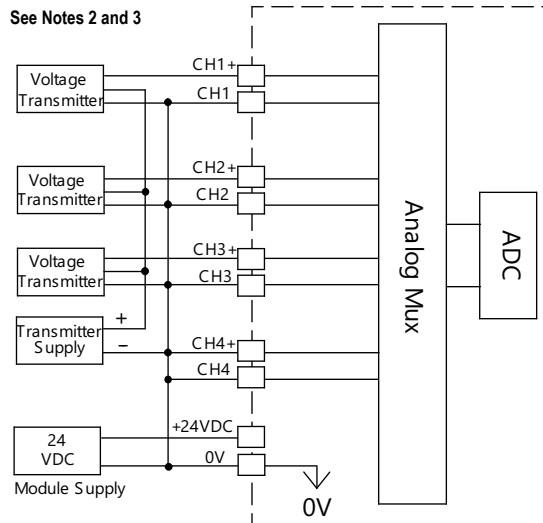 See Notes 2 and 3
Voltage
Transmitter
CH1+
CH1
Voltage
Transmitter
CH2+
CH2
Voltage
Transmitter
CH3+
CH3
Transmitter
Supply
+
–
CH4+
CH4
24
VDC
+24VDC
0V
Module Supply
0V
Analog Mux
ADC